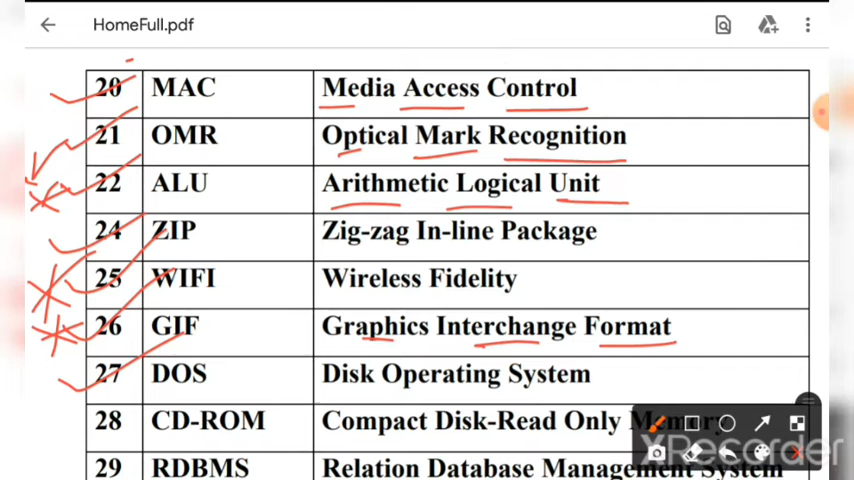 HomeFull.pdf
20 MAC Media Access Control
21 OMR Optical Mark Recognition
22 ALU Arithmetic Logical Unit
24 ZIP Zig-zag In-line Package
25 WIFI Wireless Fidelity
26 GIF Graphics Interchange Format
27 DOS Disk Operating System
28 CD-ROM Compact Disk-Read Only Memory
29 RDBMS Relation Database Management System
XRecorder